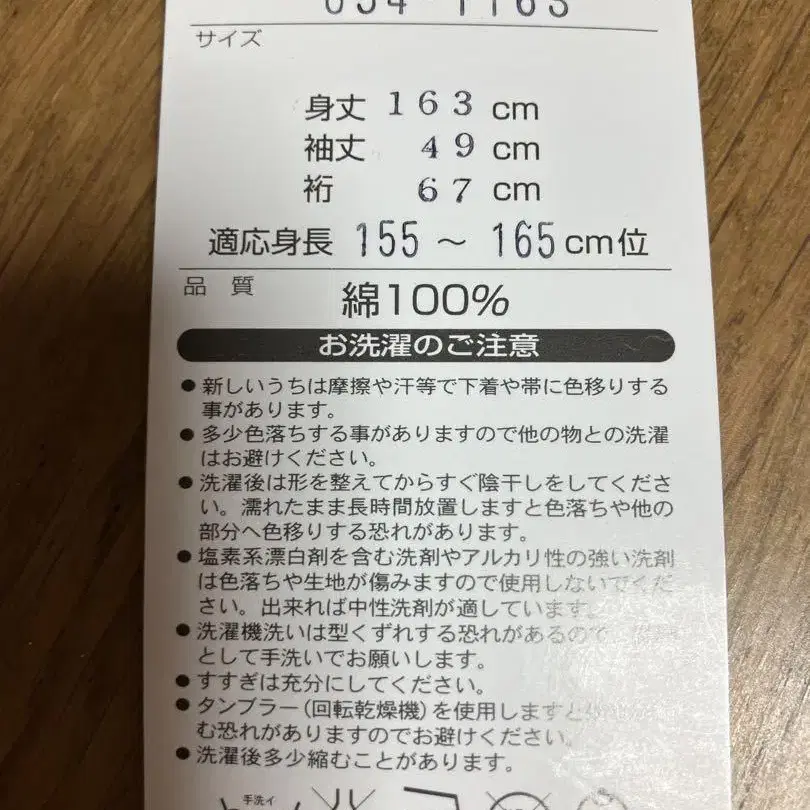 サイズ
身丈 163 cm
袖丈 49 cm
裄 67 cm
適応身長 155 ～ 165cm位
品 質
綿100%
お洗濯のご注意
●新しいうちは摩擦や汗等で下着や帯に色移りする
事があります。
●多少色落ちする事がありますので他の物との洗濯
はお避けください。
●洗濯後は形を整えてからすぐ陰干しをしてくださ
い。濡れたまま長時間放置しますと色落ちや他の
部分へ色移りする恐れがあります。
●塩素系漂白剤を含む洗剤やアルカリ性の強い洗剤
は色落ちや生地が傷みますので使用しないでくだ
さい。出来れば中性洗剤が適しています。
●洗濯機洗いは型くずれする恐れがあるので
として手洗いでお願いします。
●すすぎは充分にしてください。
●タンブラー(回転乾燥機)を使用しますと
む恐れがありますのでお避けください。
●洗濯後多少縮むことがあります。
手洗イ